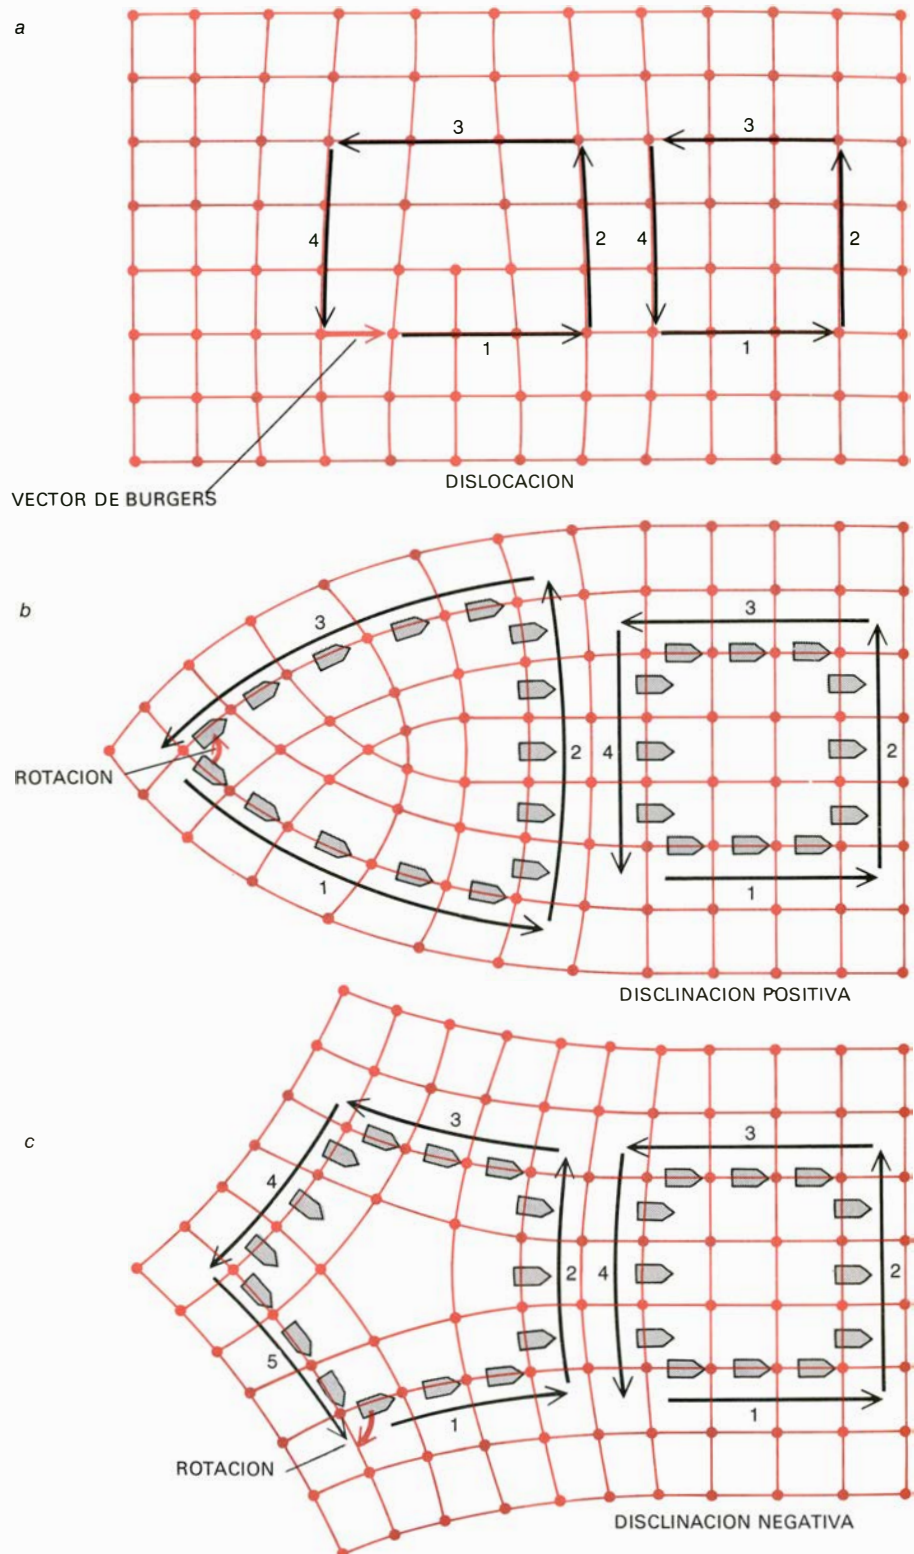 a
3
3
4
2
4
2
1
1
VECTOR DE BURGERS
DISLOCACION
b
3
3
ROTACION
2
4
2
1
1
DISCLINACION POSITIVA
c
3
3
4
2
4
2
5
1
1
ROTACION
DISCLINACION NEGATIVA